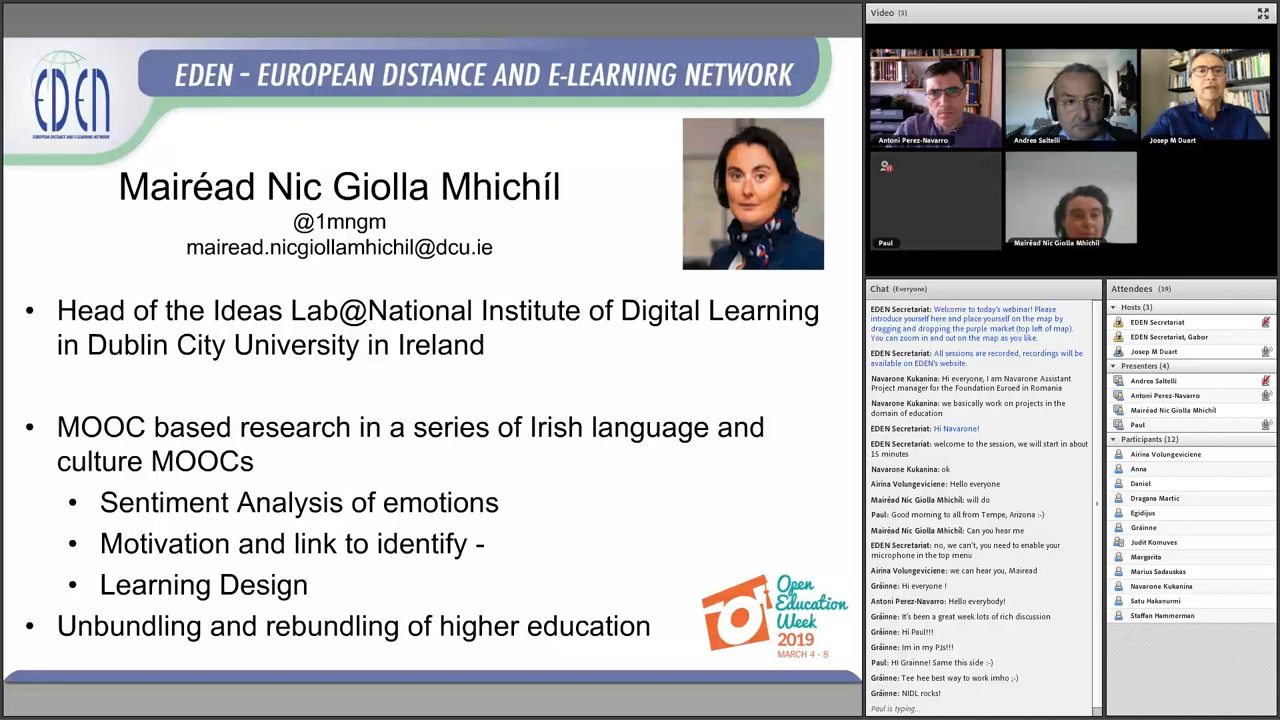 EDEN
EUROPEAN DISTANCE AND E-LEARNING NETWORK
EDEN - EUROPEAN DISTANCE AND E-LEARNING NETWORK
Mairéad Nic Giolla Mhichíl
@1mngm
mairead.nicgiollamhichil@dcu.ie
• Head of the Ideas Lab@National Institute of Digital Learning
in Dublin City University in Ireland
• MOOC based research in a series of Irish language and
culture MOOCs
• Sentiment Analysis of emotions
• Motivation and link to identify -
• Learning Design
• Unbundling and rebundling of higher education
Open
Education
Week
2019
MARCH 4 - 8
Video (5)
Antoni Perez-Navarro
Andrea Saltelli
Josep M Duart
Paul
Mairéad Nic Giolla Mhichíl
Chat (Everyone)
EDEN Secretariat: Welcome to today's webinar! Please
introduce yourself here and place yourself on the map by
dragging and dropping the purple market (top left of map).
You can zoom in and out on the map as you like.
EDEN Secretariat: All sessions are recorded, recordings will be
available on EDEN's website.
Navarone Kukanina: Hi everyone, I am Navarone Assistant
Project manager for the Foundation Euroed in Romania
Navarone Kukanina: we basically work on projects in the
domain of education
EDEN Secretariat: Hi Navarone!
EDEN Secretariat: welcome to the session, we will start in about
15 minutes
Navarone Kukanina: ok
Airina Volungeviciene: Hello everyone
Mairéad Nic Giolla Mhichíl: will do
Paul: Good morning to all from Tempe, Arizona :-)
Mairéad Nic Giolla Mhichíl: Can you hear me
EDEN Secretariat: no, we can't, you need to enable your
microphone in the top menu
Airina Volungeviciene: we can hear you, Mairead
Gráinne: Hi everyone !
Antoni Perez-Navarro: Hello everybody!
Gráinne: It's been a great week lots of rich discussion
Gráinne: Hi Paul!!!
Gráinne: Im in my PJs!!!
Paul: HI Grainne! Same this side :-)
Gráinne: Tee hee best way to work imho ;-)
Gráinne: NIDL rocks!
Paul is typing...
Attendees (19)
Hosts (3)
EDEN Secretariat
EDEN Secretariat, Gabor
Josep M Duart
Presenters (4)
Andrea Saltelli
Antoni Perez-Navarro
Mairéad Nic Giolla Mhichíl
Paul
Participants (12)
Airina Volungeviciene
Anna
Daniel
Dragana Martic
Egidijus
Gráinne
Judit Komuves
Margarita
Marius Sadauskas
Navarone Kukanina
Satu Hakanurmi
Staffan Hammerman